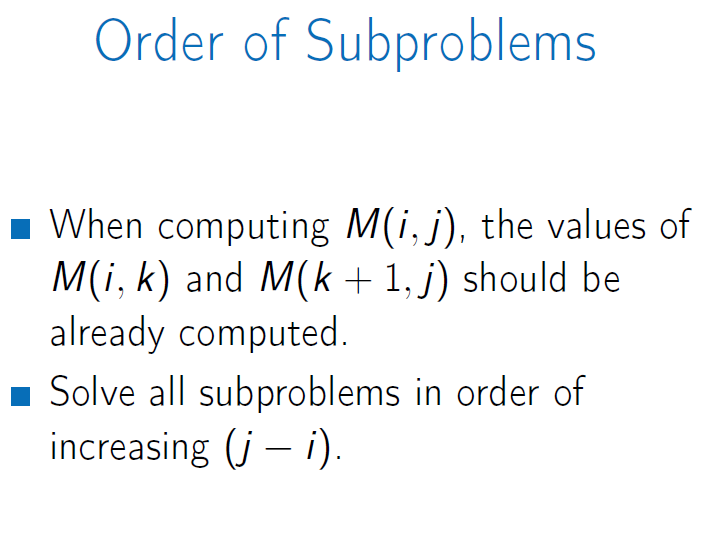 Order of Subproblems
When computing M(i, j), the values of
M(i, k) and M(k + 1, j) should be
already computed.
Solve all subproblems in order of
increasing (j − i).